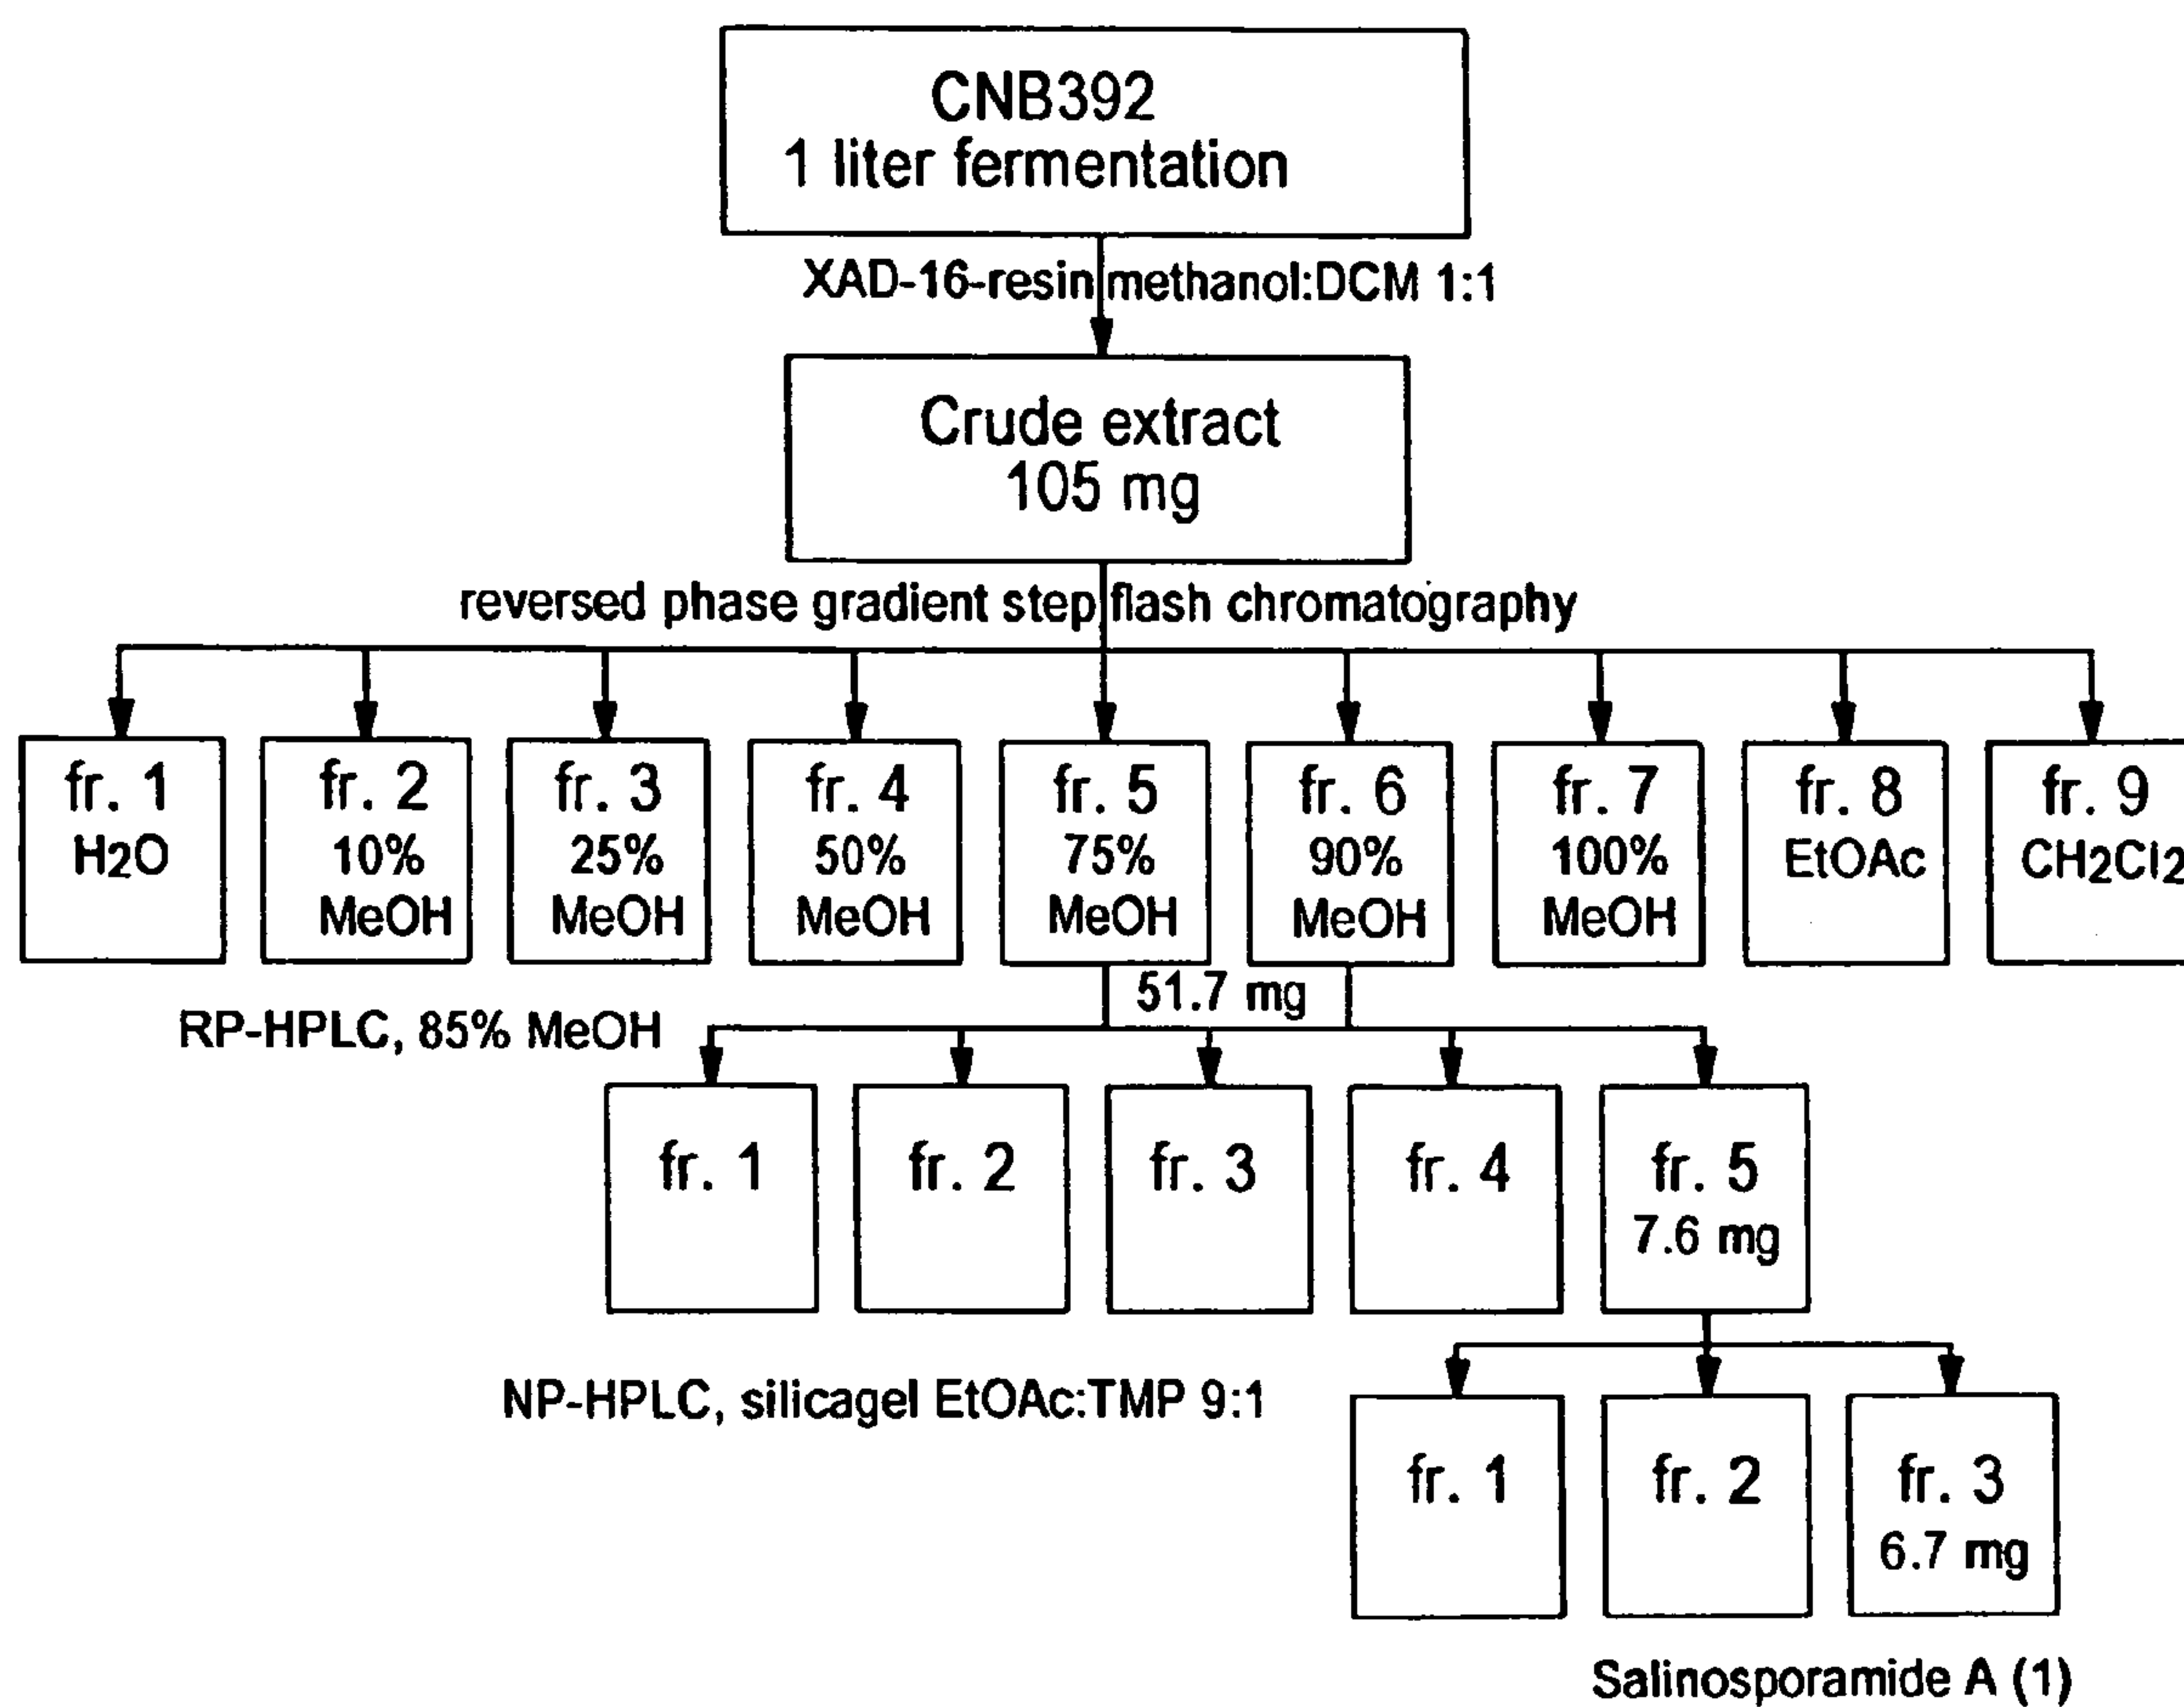 CNB392
1 liter fermentation
XAD-16-resin methanol:DCM 1:1
Crude extract
105 mg
reversed phase gradient step flash chromatography
fr. 1
H2O
fr. 2
10%
MeOH
fr. 3
25%
MeOH
fr. 4
50%
MeOH
fr. 5
75%
MeOH
fr. 6
90%
MeOH
fr. 7
100%
MeOH
fr. 8
EtOAc
fr. 9
CH2Cl2
51.7 mg
RP-HPLC, 85% MeOH
fr. 1
fr. 2
fr. 3
fr. 4
fr. 5
7.6 mg
NP-HPLC, silicagel EtOAc:TMP 9:1
fr. 1
fr. 2
fr. 3
6.7 mg
Salinosporamide A (1)